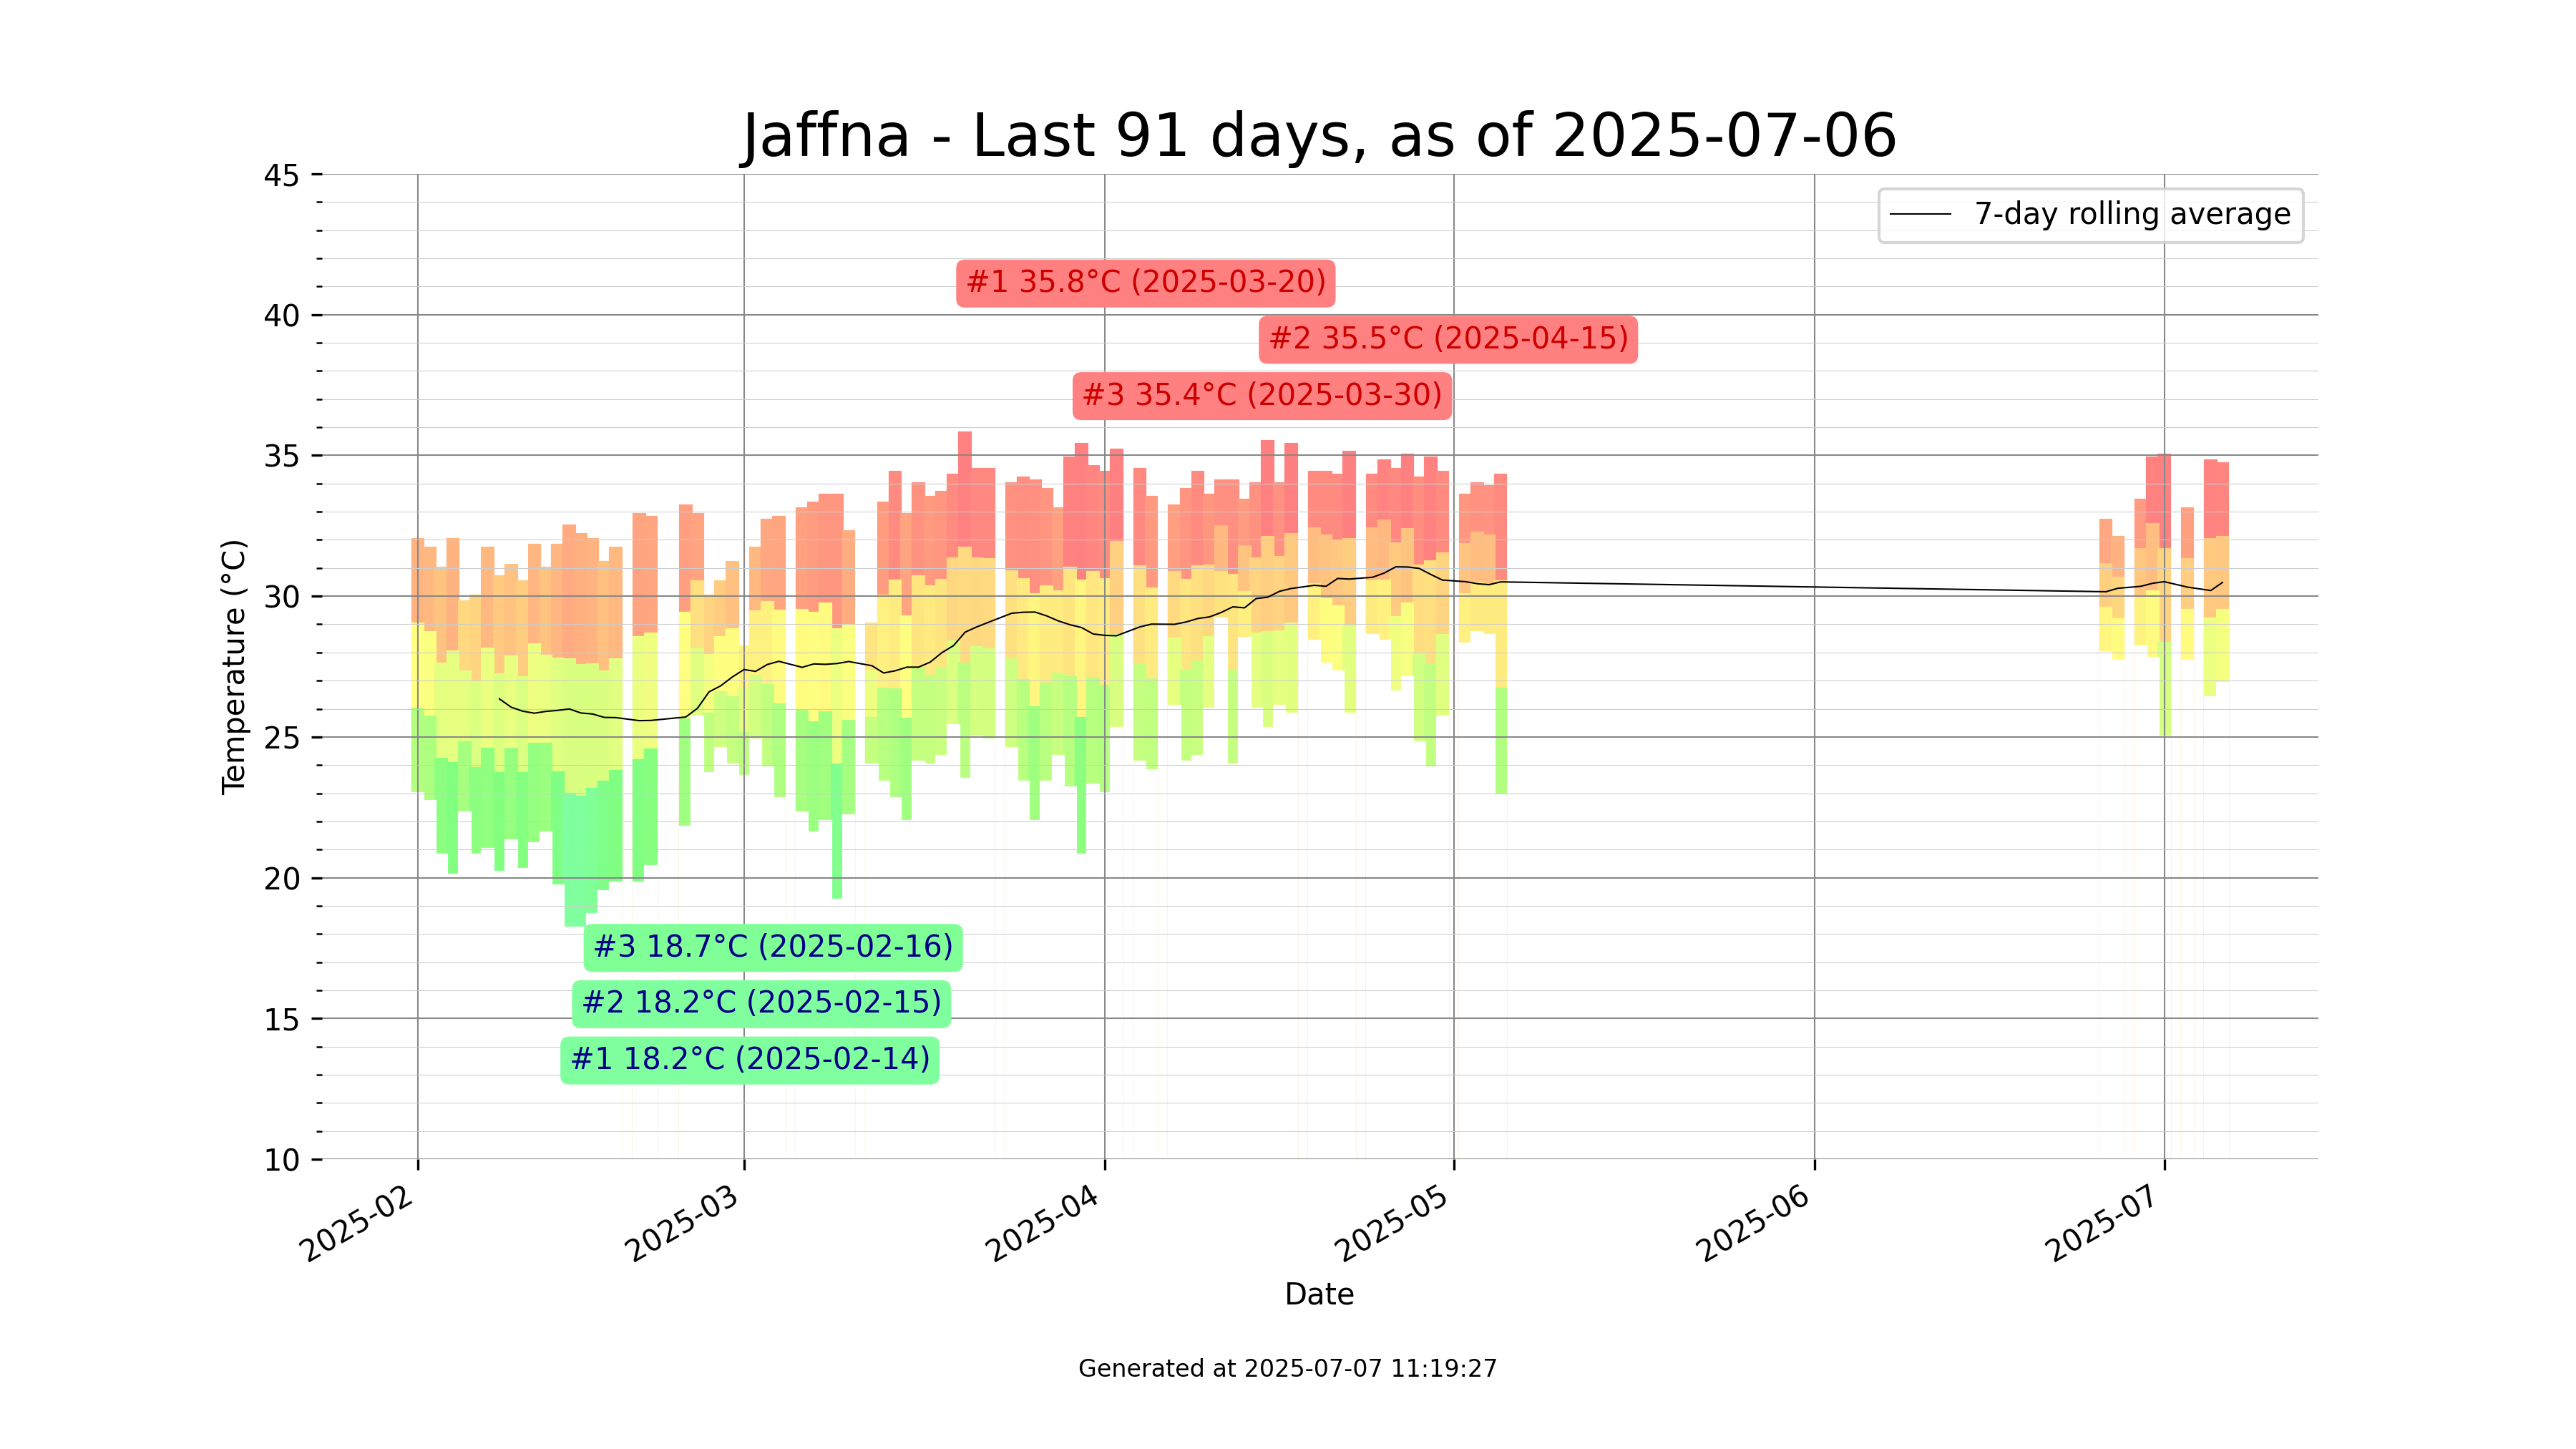 Jaffna - Last 91 days, as of 2025-07-06
7-day rolling average
#1 35.8°C (2025-03-20)
#2 35.5°C (2025-04-15)
#3 35.4°C (2025-03-30)
#3 18.7°C (2025-02-16)
#2 18.2°C (2025-02-15)
#1 18.2°C (2025-02-14)
Temperature (°C)
45
40
35
30
25
20
15
10
2025-02
2025-03
2025-04
2025-05
2025-06
2025-07
Date
Generated at 2025-07-07 11:19:27